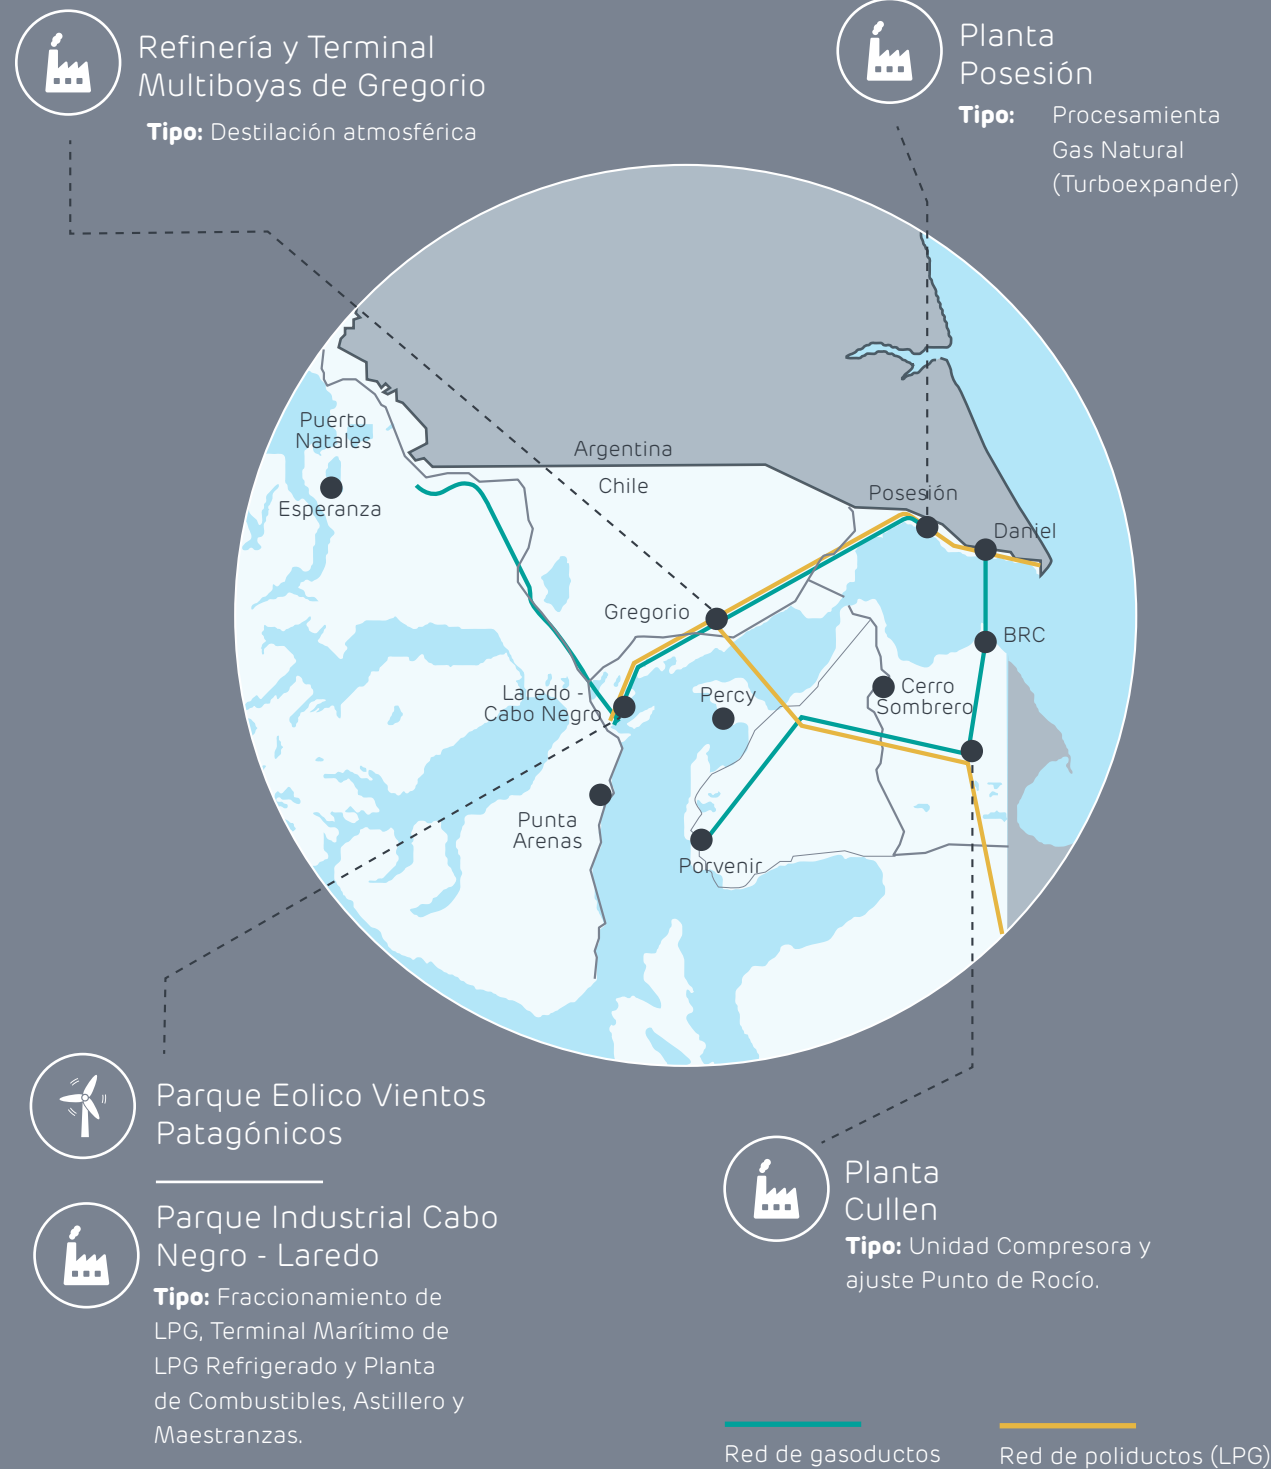 Refinería y Terminal
Multiboyas de Gregorio
Tipo: Destilación atmosférica
Planta
Posesión
Tipo: Procesamienta
Gas Natural
(Turboexpander)
Puerto
Natales
Esperanza
Argentina
Chile
Posesión
Daniel
Gregorio
BRC
Laredo -
Cabo Negro
Percy
Cerro
Sombrero
Punta
Arenas
Porvenir
Parque Eolico Vientos
Patagónicos
Parque Industrial Cabo
Negro - Laredo
Tipo: Fraccionamiento de
LPG, Terminal Marítimo de
LPG Refrigerado y Planta
de Combustibles, Astillero y
Maestranzas.
Planta
Cullen
Tipo: Unidad Compresora y
ajuste Punto de Rocío.
Red de gasoductos
Red de poliductos (LPG)